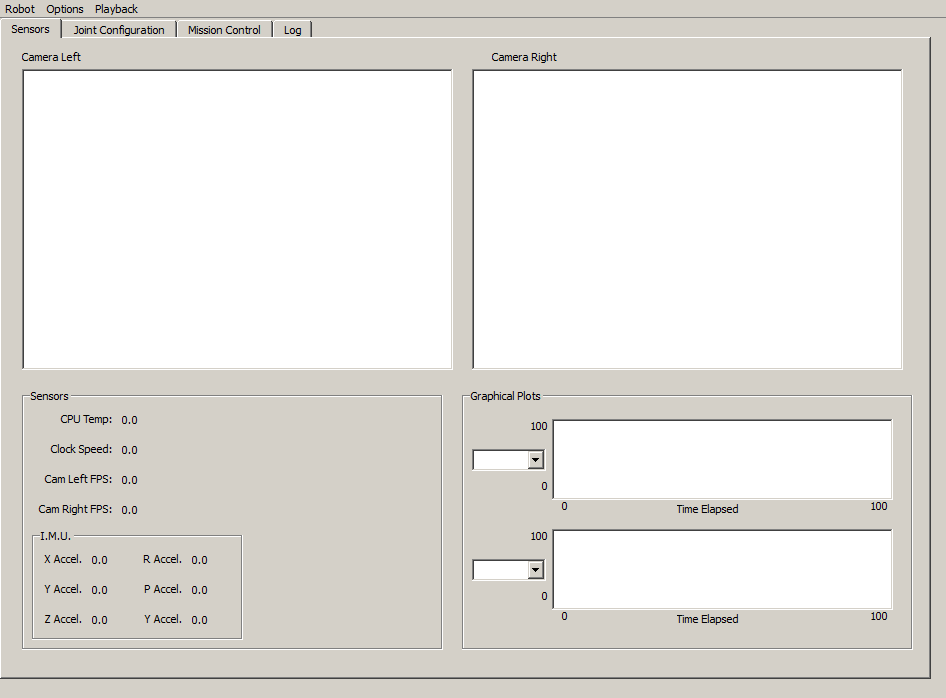 Robot Options Playback
Sensors Joint Configuration Mission Control Log
Camera Left Camera Right
Sensors
CPU Temp: 0.0
Clock Speed: 0.0
Cam Left FPS: 0.0
Cam Right FPS: 0.0
I.M.U.
X Accel. 0.0 R Accel. 0.0
Y Accel. 0.0 P Accel. 0.0
Z Accel. 0.0 Y Accel. 0.0
Graphical Plots
100
0
0 Time Elapsed 100
100
0
0 Time Elapsed 100